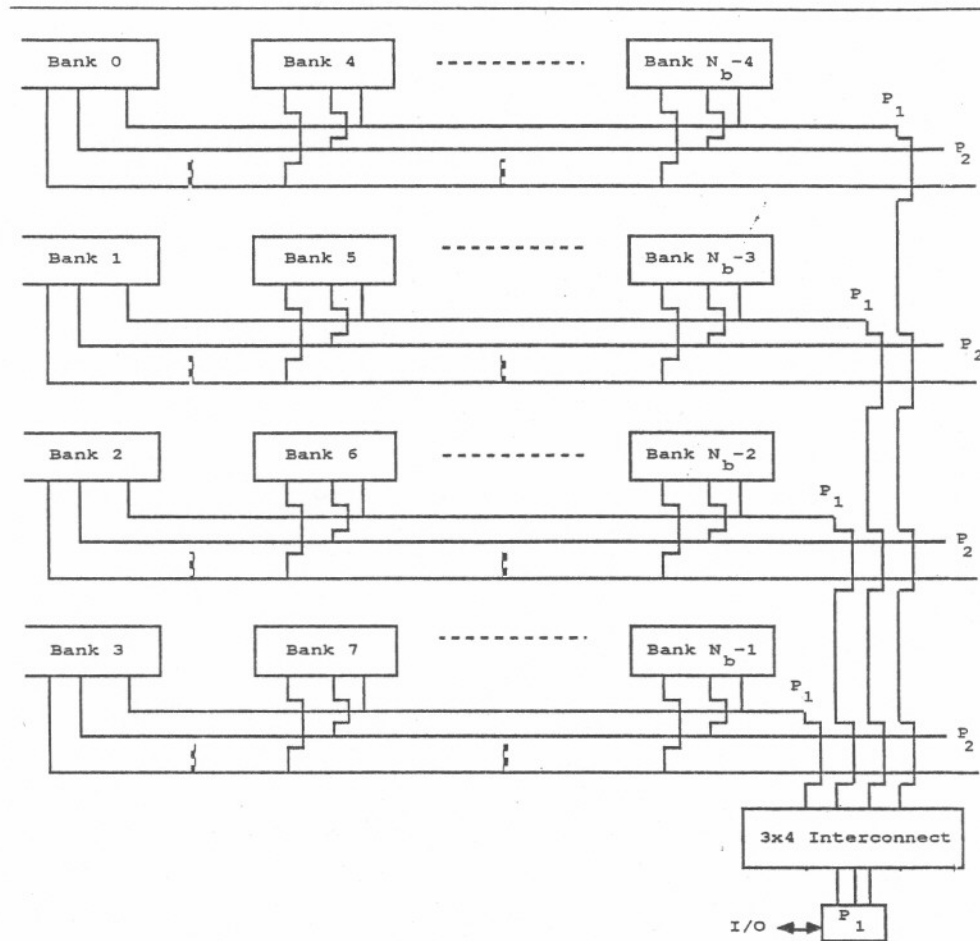 Bank 0 Bank 4 Bank N_b-4
P_1
P_2
Bank 1 Bank 5 Bank N_b-3
P_1
P_2
Bank 2 Bank 6 Bank N_b-2
P_1
P_2
Bank 3 Bank 7 Bank N_b-1
P_1
P_2
3x4 Interconnect
I/O P_1